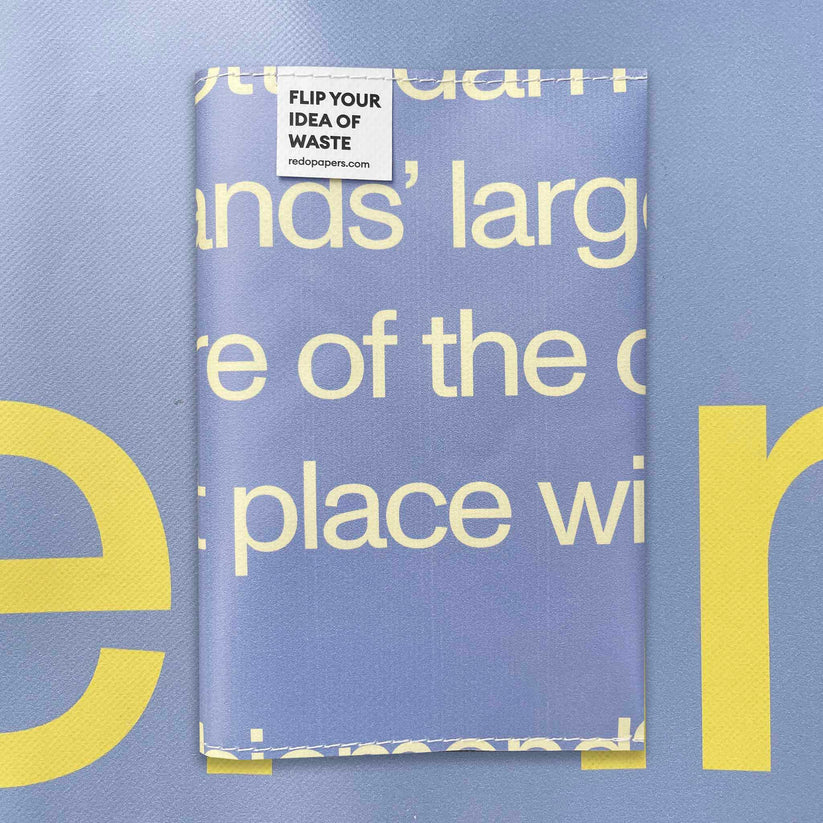 FLIP YOUR
IDEA OF
WASTE
redopapers.com
ands’ large
re of the c
t place wi